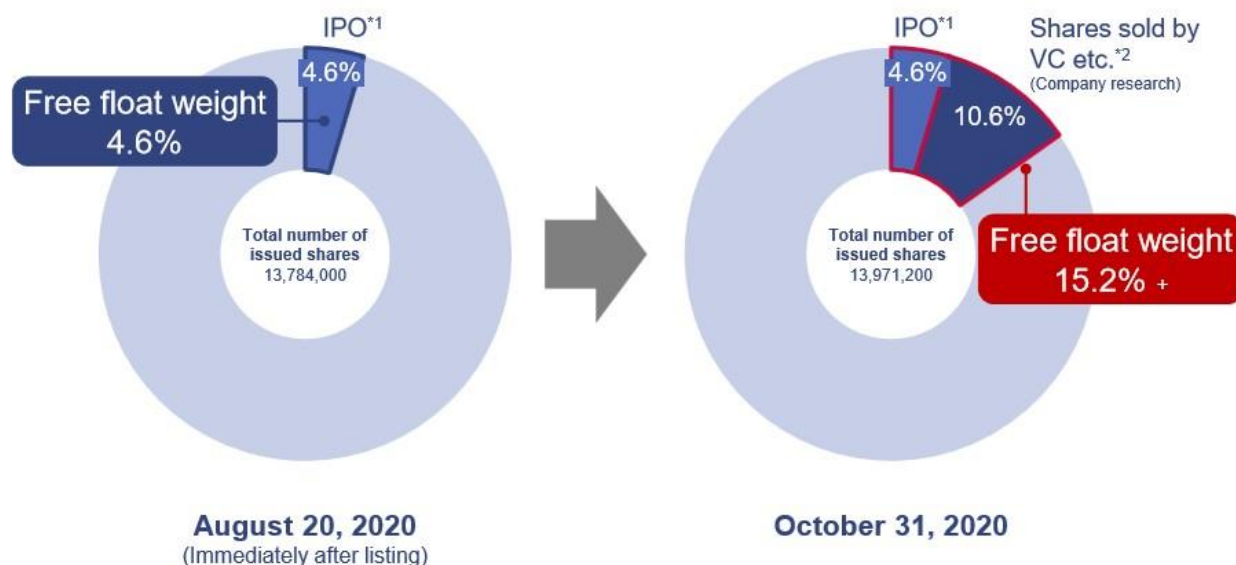 IPO*1
4.6%
Free float weight
4.6%
Total number of
issued shares
13,784,000
August 20, 2020
(Immediately after listing)
IPO*1
4.6%
Shares sold by
VC etc.*2
(Company research)
10.6%
Free float weight
15.2% +
Total number of
issued shares
13,971,200
October 31, 2020